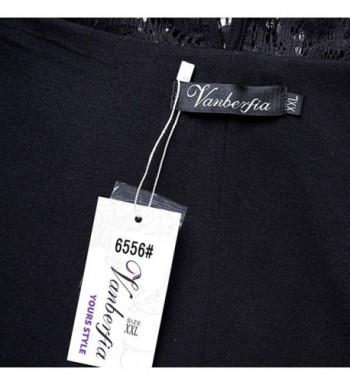 Vanberfia
XXL
6556#
Vanberfia
SIZE
XXL
YOURS STYLE